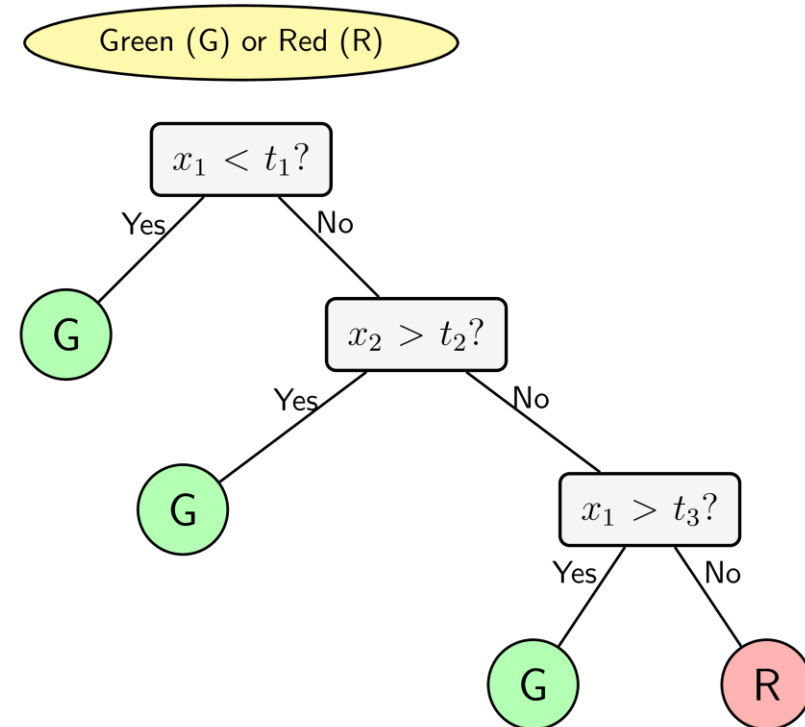 Green (G) or Red (R)
x₁ < t₁?
Yes
No
G
x₂ > t₂?
Yes
No
G
x₁ > t₃?
Yes
No
G
R